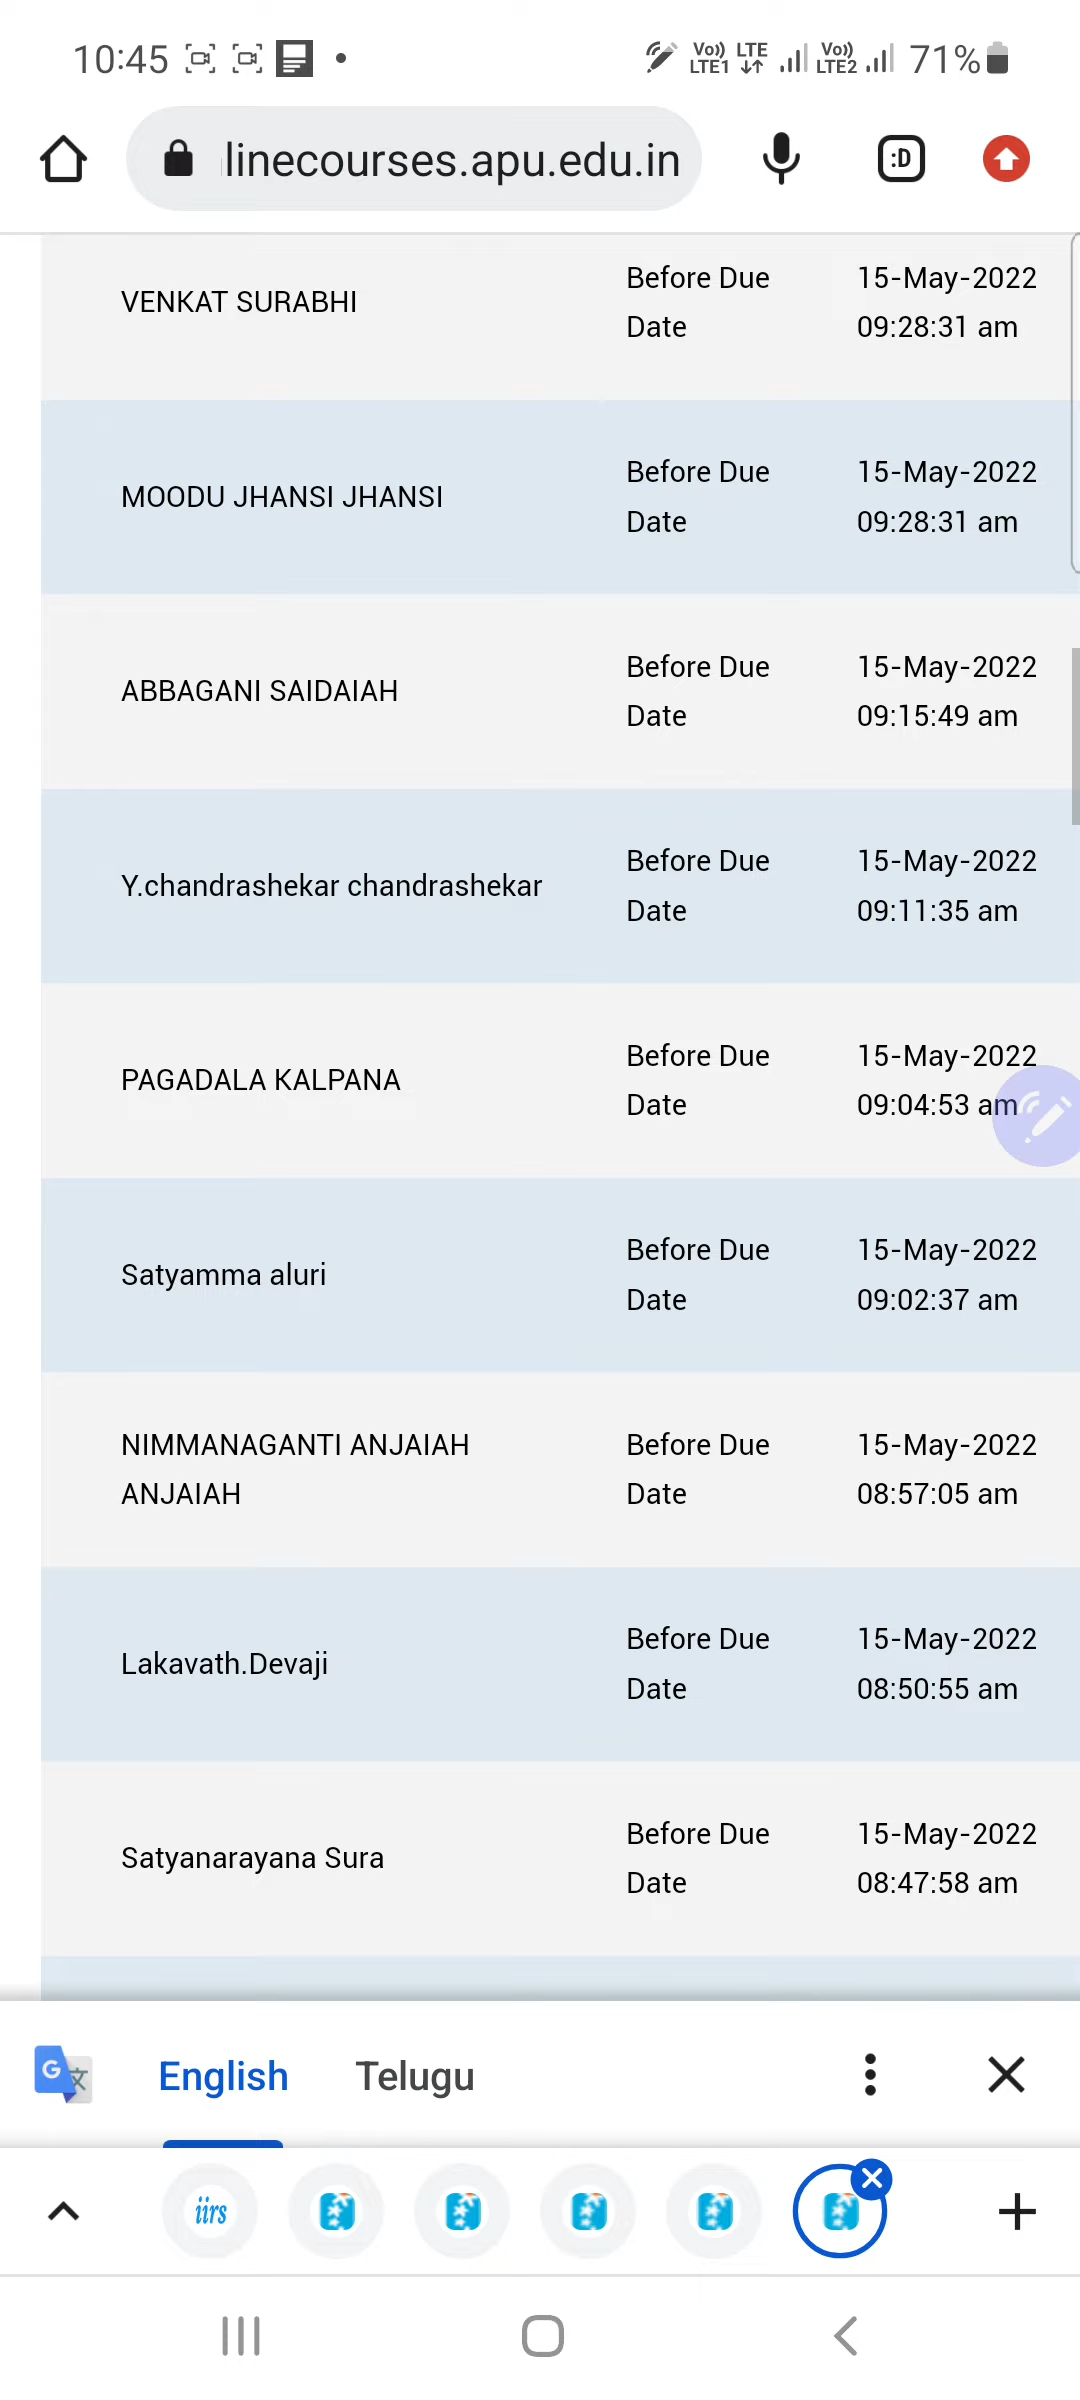 10:45
Vo)) LTE Vo))
LTE1 LTE2 71%
linecourses.apu.edu.in
:D
VENKAT SURABHI
Before Due
Date
15-May-2022
09:28:31 am
MOODU JHANSI JHANSI
Before Due
Date
15-May-2022
09:28:31 am
ABBAGANI SAIDAIAH
Before Due
Date
15-May-2022
09:15:49 am
Y.chandrashekar chandrashekar
Before Due
Date
15-May-2022
09:11:35 am
PAGADALA KALPANA
Before Due
Date
15-May-2022
09:04:53 am
Satyamma aluri
Before Due
Date
15-May-2022
09:02:37 am
NIMMANAGANTI ANJAIAH
ANJAIAH
Before Due
Date
15-May-2022
08:57:05 am
Lakavath.Devaji
Before Due
Date
15-May-2022
08:50:55 am
Satyanarayana Sura
Before Due
Date
15-May-2022
08:47:58 am
G 文
English Telugu
iirs